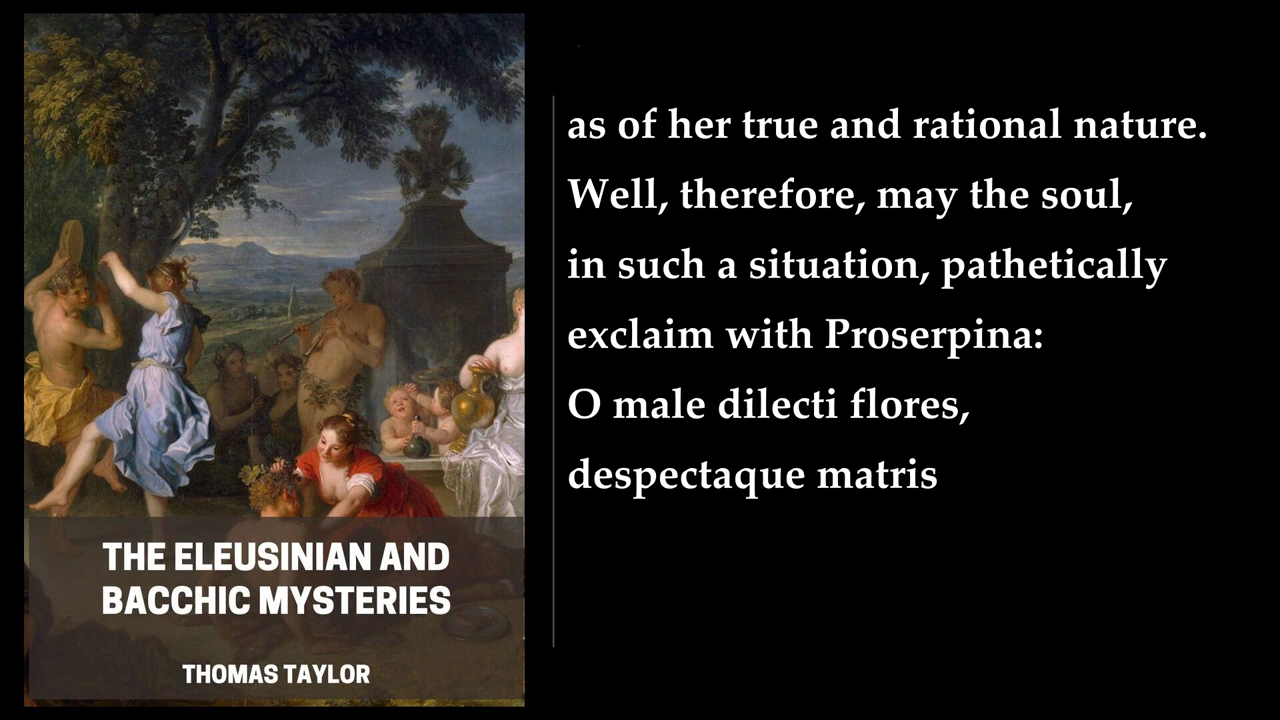 THE ELEUSINIAN AND
BACCHIC MYSTERIES
THOMAS TAYLOR
as of her true and rational nature.
Well, therefore, may the soul,
in such a situation, pathetically
exclaim with Proserpina:
O male dilecti flores,
despectaque matris